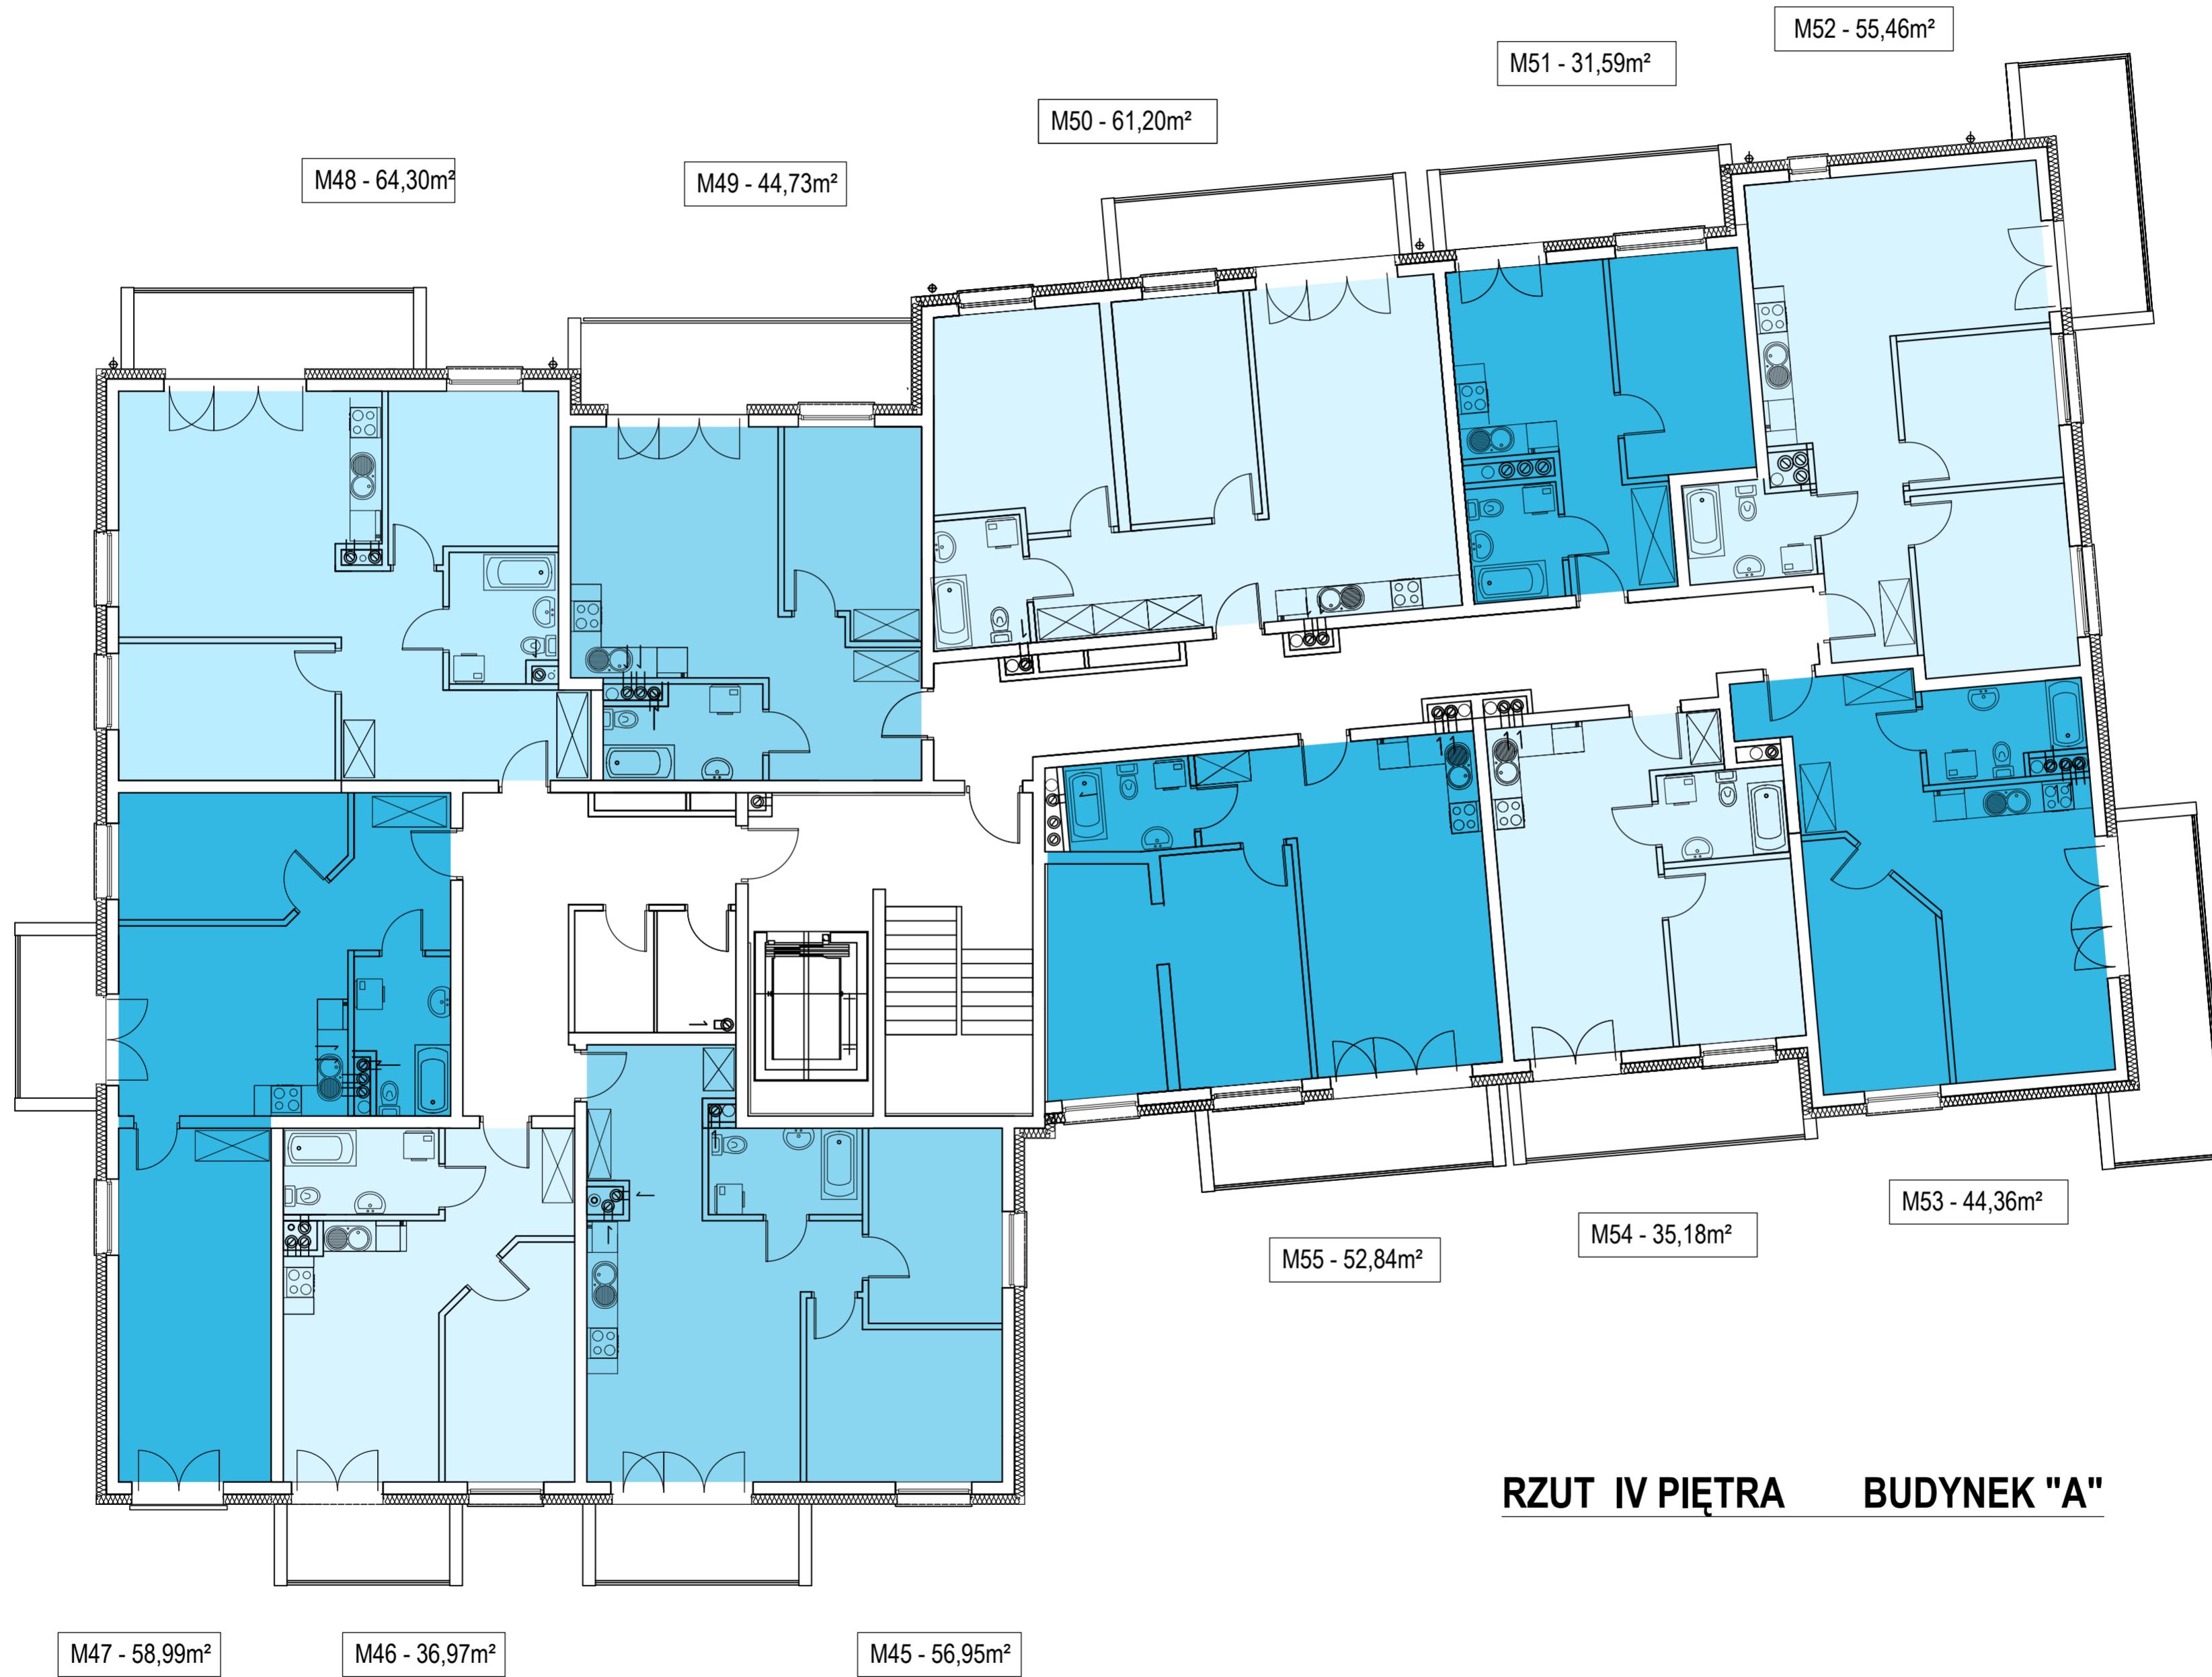 M52 - 55,46m²
M51 - 31,59m²
M50 - 61,20m²
M48 - 64,30m²
M49 - 44,73m²
M53 - 44,36m²
M54 - 35,18m²
M55 - 52,84m²
RZUT IV PIĘTRA BUDYNEK "A"
M47 - 58,99m²
M46 - 36,97m²
M45 - 56,95m²